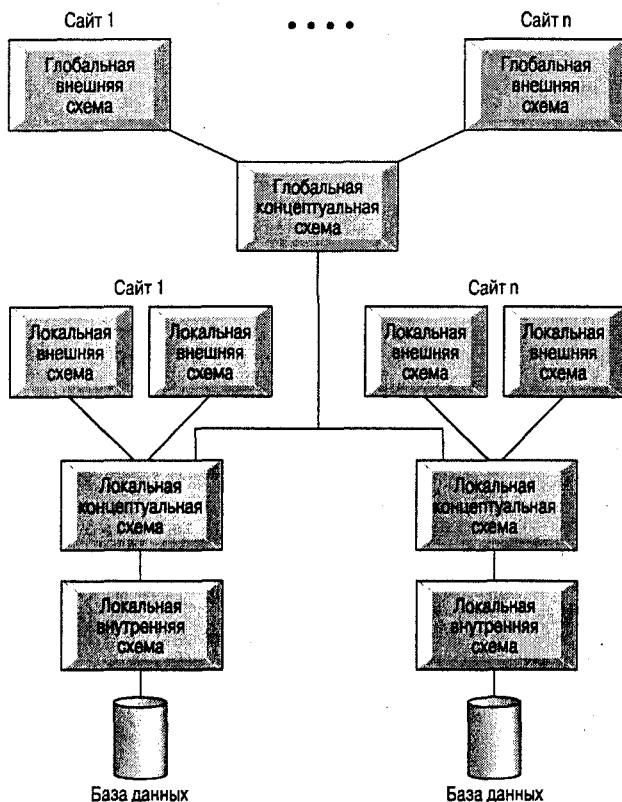 Сайт 1
Сайт n
Глобальная
внешняя
схема
Глобальная
внешняя
схема
Глобальная
концептуальная
схема
Сайт 1
Сайт n
Локальная
внешняя
схема
Локальная
внешняя
схема
Локальная
внешняя
схема
Локальная
внешняя
схема
Локальная
концептуальная
схема
Локальная
концептуальная
схема
Локальная
внутренняя
схема
Локальная
внутренняя
схема
База данных
База данных